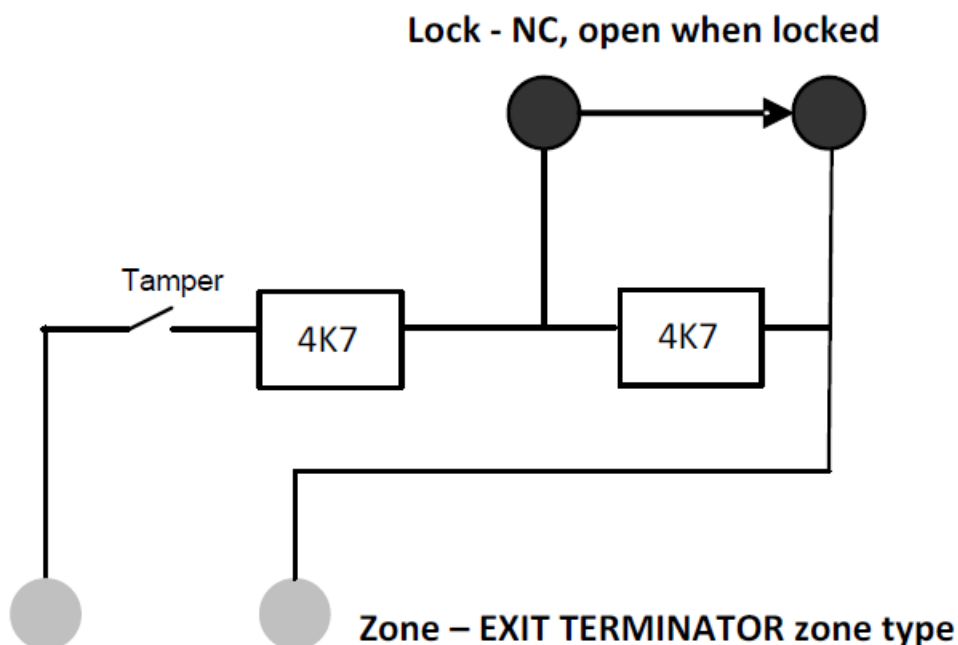 Lock - NC, open when locked
Tamper
4K7
4K7
Zone – EXIT TERMINATOR zone type